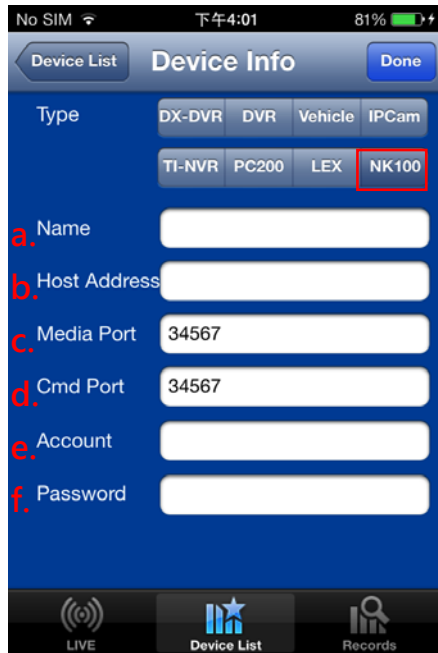 No SIM 下午4:01 81%
Device List Device Info Done
Type DX-DVR DVR Vehicle IPCam
TI-NVR PC200 LEX NK100
a. Name
b. Host Address
c. Media Port 34567
d. Cmd Port 34567
e. Account
f. Password
LIVE Device List Records